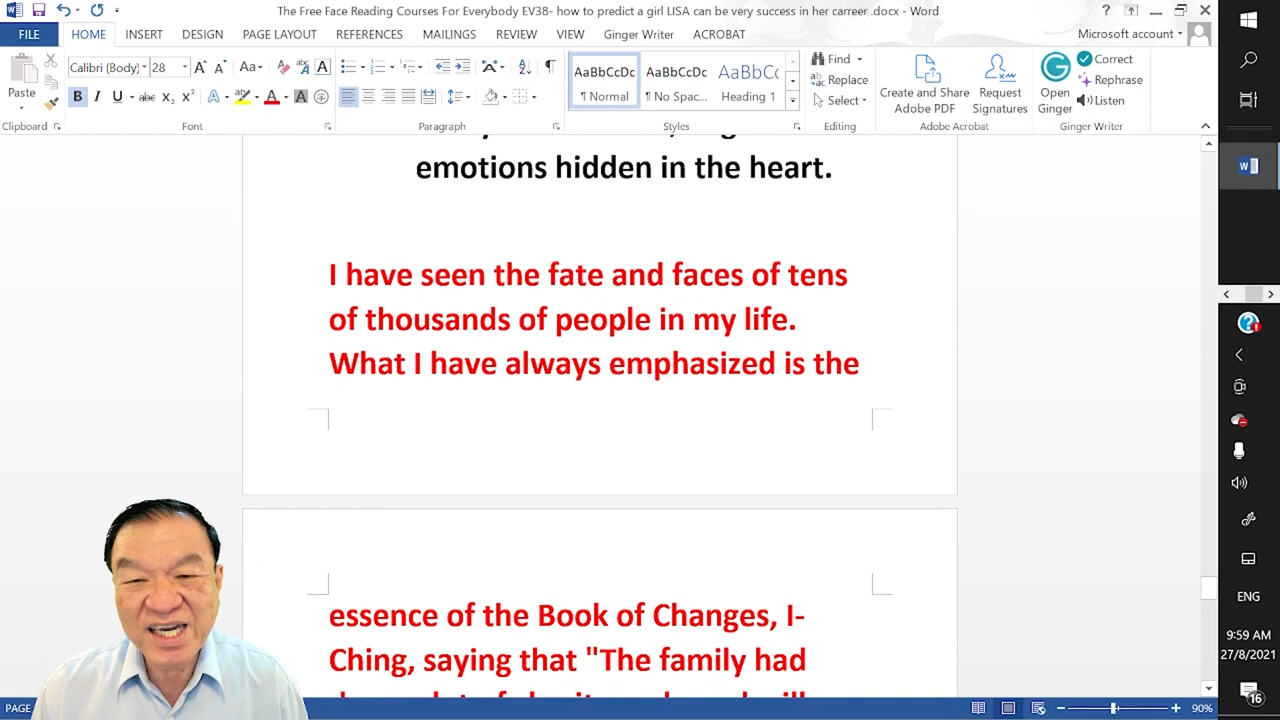 The Free Face Reading Courses For Everybody EV38- how to predict a girl LISA can be very success in her carreer .docx - Word
FILE HOME INSERT DESIGN PAGE LAYOUT REFERENCES MAILINGS REVIEW VIEW Ginger Writer ACROBAT Microsoft account
Calibri (Body) 28
Paste
Clipboard
Font
Paragraph
AaBbCcDc AaBbCcDc AaBbCc
¶ Normal ¶ No Spac... Heading 1
Styles
Find
Replace
Select
Editing
Create and Share
Adobe PDF
Request
Signatures
Adobe Acrobat
Open
Ginger
Correct
Rephrase
Listen
Ginger Writer
emotions hidden in the heart.
I have seen the fate and faces of tens
of thousands of people in my life.
What I have always emphasized is the
essence of the Book of Changes, I-
Ching, saying that "The family had
PAGE
90%
ENG
9:59 AM
27/8/2021
16